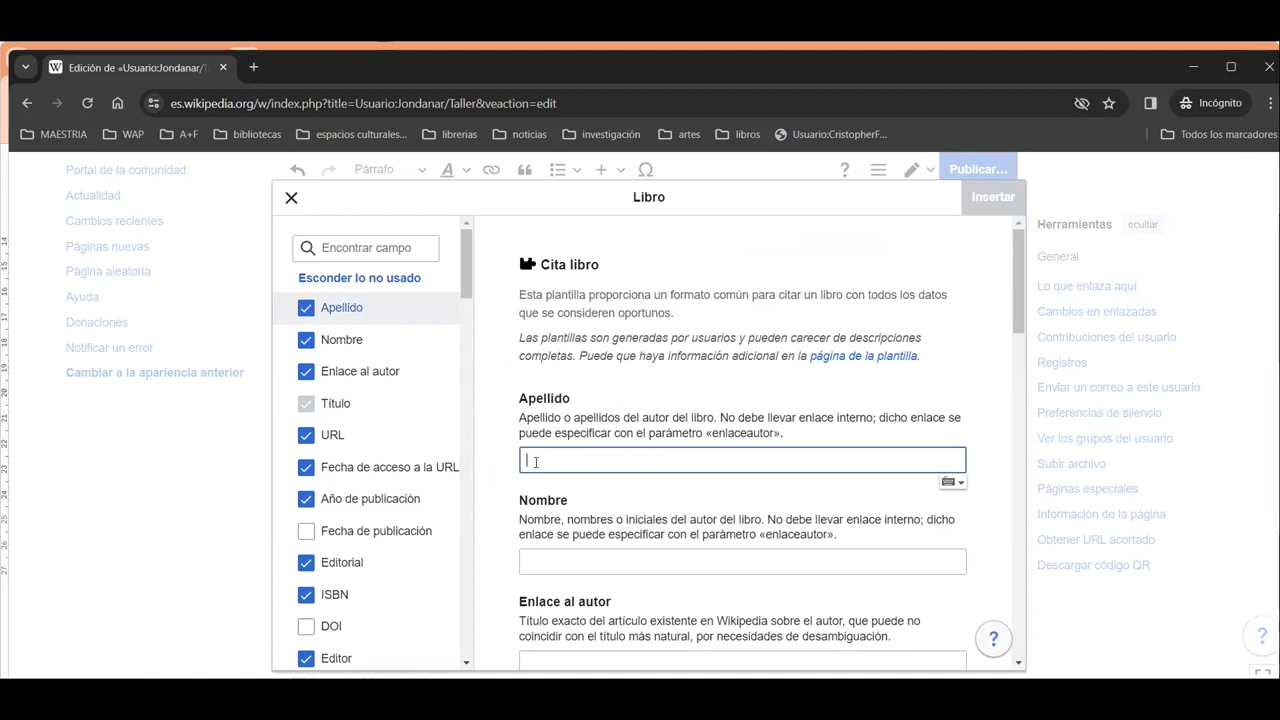 Edición de «Usuario:Jondanar/T
es.wikipedia.org/w/index.php?title=Usuario:Jondanar/Taller&veaction=edit
Incógnito
MAESTRIA
WAP
A+F
bibliotecas
espacios culturales...
librerias
noticias
investigación
artes
libros
Usuario:CristopherF...
Todos los marcadores
Portal de la comunidad
Actualidad
Cambios recientes
Páginas nuevas
Página aleatoria
Ayuda
Donaciones
Notificar un error
Cambiar a la apariencia anterior
Párrafo
A
Publicar...
Libro
Insertar
Encontrar campo
Esconder lo no usado
Apellido
Nombre
Enlace al autor
Título
URL
Fecha de acceso a la URL
Año de publicación
Fecha de publicación
Editorial
ISBN
DOI
Editor
Cita libro
Esta plantilla proporciona un formato común para citar un libro con todos los datos
que se consideren oportunos.
Las plantillas son generadas por usuarios y pueden carecer de descripciones
completas. Puede que haya información adicional en la página de la plantilla.
Apellido
Apellido o apellidos del autor del libro. No debe llevar enlace interno; dicho enlace se
puede especificar con el parámetro «enlaceautor».
Nombre
Nombre, nombres o iniciales del autor del libro. No debe llevar enlace interno; dicho
enlace se puede especificar con el parámetro «enlaceautor».
Enlace al autor
Título exacto del artículo existente en Wikipedia sobre el autor, que puede no
coincidir con el título más natural, por necesidades de desambiguación.
Herramientas
ocultar
General
Lo que enlaza aquí
Cambios en enlazadas
Contribuciones del usuario
Registros
Enviar un correo a este usuario
Preferencias de silencio
Ver los grupos del usuario
Subir archivo
Páginas especiales
Información de la página
Obtener URL acortado
Descargar código QR